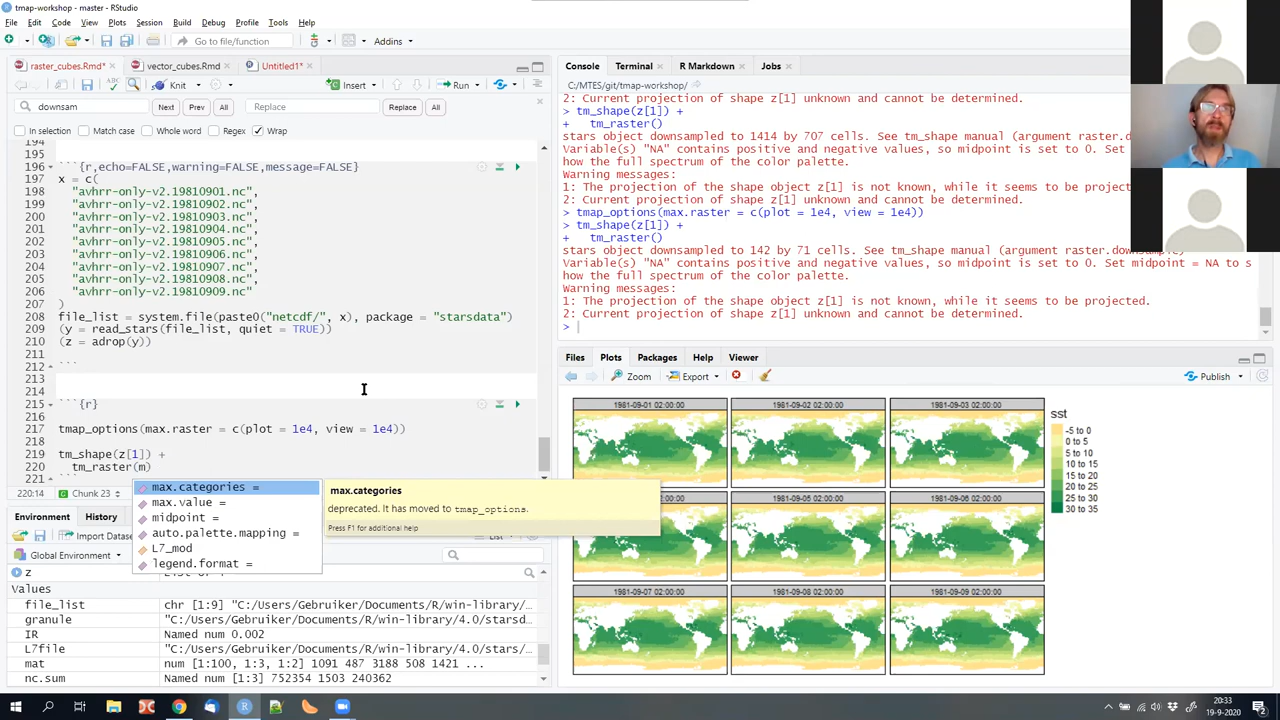 tmap-workshop - master - RStudio
File Edit Code View Plots Session Build Debug Profile Tools Help
Go to file/function
Addins
raster_cubes.Rmd*
vector_cubes.Rmd
Untitled1*
Knit
Insert
Run
downsam
Next
Prev
All
Replace
Replace
All
In selection
Match case
Whole word
Regex
Wrap
194
195
196 ```{r,echo=FALSE,warning=FALSE,message=FALSE}
197 x = c(
198 "avhrr-only-v2.19810901.nc",
199 "avhrr-only-v2.19810902.nc",
200 "avhrr-only-v2.19810903.nc",
201 "avhrr-only-v2.19810904.nc",
202 "avhrr-only-v2.19810905.nc",
203 "avhrr-only-v2.19810906.nc",
204 "avhrr-only-v2.19810907.nc",
205 "avhrr-only-v2.19810908.nc",
206 "avhrr-only-v2.19810909.nc"
207 )
208 file_list = system.file(paste0("netcdf/", x), package = "starsdata")
209 (y = read_stars(file_list, quiet = TRUE))
210 (z = adrop(y))
211
212 ```
213
214
215 ```{r}
216
217 tmap_options(max.raster = c(plot = 1e4, view = 1e4))
218
219 tm_shape(z[1]) +
220 tm_raster(m)
221 ```
220:14
Chunk 23
max.categories =
max.value =
midpoint =
auto.palette.mapping =
L7_mod
legend.format =
max.categories
deprecated. It has moved to tmap_options.
Press F1 for additional help
Environment History
Import Datase
Global Environment
z
Values
file_list chr [1:9] "C:/Users/Gebruiker/Documents/R/win-library/…
granule "C:/Users/Gebruiker/Documents/R/win-library/4.0/starsd…
IR Named num 0.002
L7file "C:/Users/Gebruiker/Documents/R/win-library/4.0/stars/…
mat num [1:100, 1:3, 1:2] 1091 487 3188 508 1421 ...
nc.sum Named num [1:3] 752354 1503 240362
Console Terminal R Markdown Jobs
C:/MTES/git/tmap-workshop/
2: Current projection of shape z[1] unknown and cannot be determined.
> tm_shape(z[1]) +
+ tm_raster()
stars object downsampled to 1414 by 707 cells. See tm_shape manual (argument raster.downsa
Variable(s) "NA" contains positive and negative values, so midpoint is set to 0. Set midpo
how the full spectrum of the color palette.
Warning messages:
1: The projection of the shape object z[1] is not known, while it seems to be projected.
2: Current projection of shape z[1] unknown and cannot be determined.
> tmap_options(max.raster = c(plot = 1e4, view = 1e4))
> tm_shape(z[1]) +
+ tm_raster()
stars object downsampled to 142 by 71 cells. See tm_shape manual (argument raster.downsample)
Variable(s) "NA" contains positive and negative values, so midpoint is set to 0. Set midpoint = NA to s
how the full spectrum of the color palette.
Warning messages:
1: The projection of the shape object z[1] is not known, while it seems to be projected.
2: Current projection of shape z[1] unknown and cannot be determined.
>
Files Plots Packages Help Viewer
Zoom
Export
Publish
1981-09-01 02:00:00
1981-09-02 02:00:00
1981-09-03 02:00:00
1981-09-07 02:00:00
1981-09-08 02:00:00
1981-09-09 02:00:00
sst
-5 to 0
0 to 5
5 to 10
10 to 15
15 to 20
20 to 25
25 to 30
30 to 35
20:33
19-9-2020